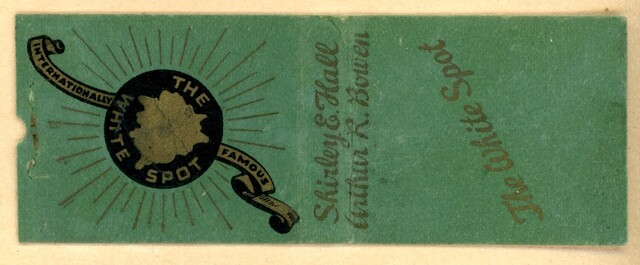 INTERNATIONALLY
THE
WHITE
SPOT
FAMOUS
Shirley E. Hall
Arthur R. Bowen
The White Spot